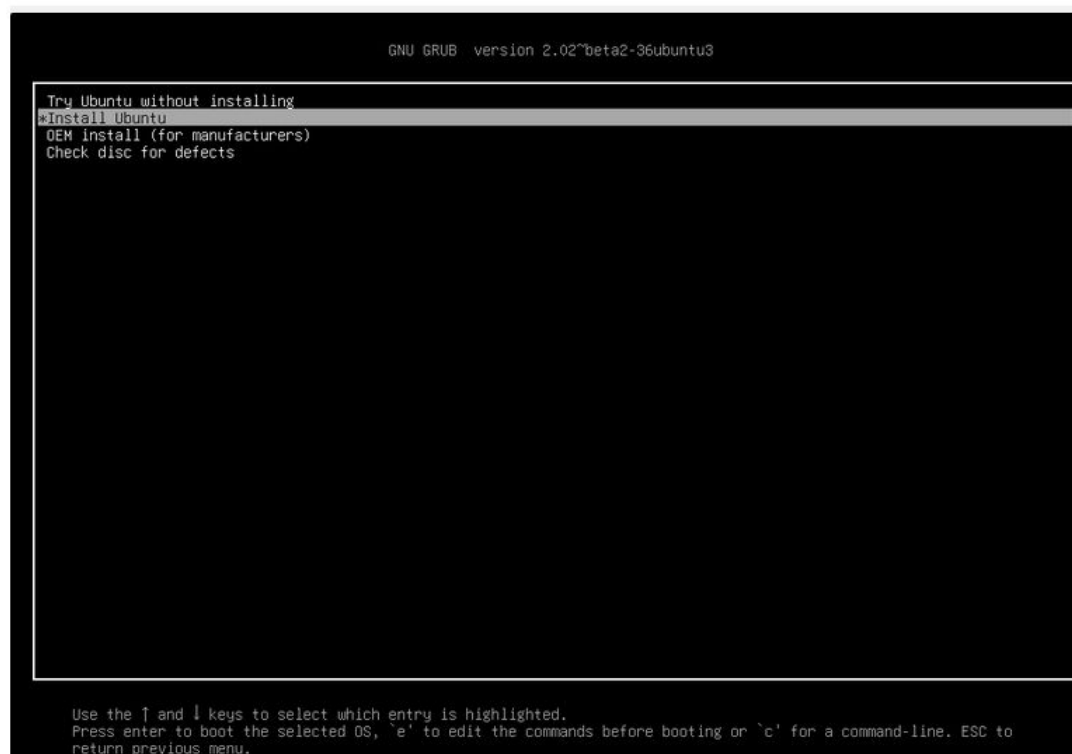 GNU GRUB  version 2.02~beta2-36ubuntu3
Try Ubuntu without installing
*Install Ubuntu
OEM install (for manufacturers)
Check disc for defects
Use the ↑ and ↓ keys to select which entry is highlighted.
Press enter to boot the selected OS, `e' to edit the commands before booting or `c' for a command-line. ESC to
return previous menu.